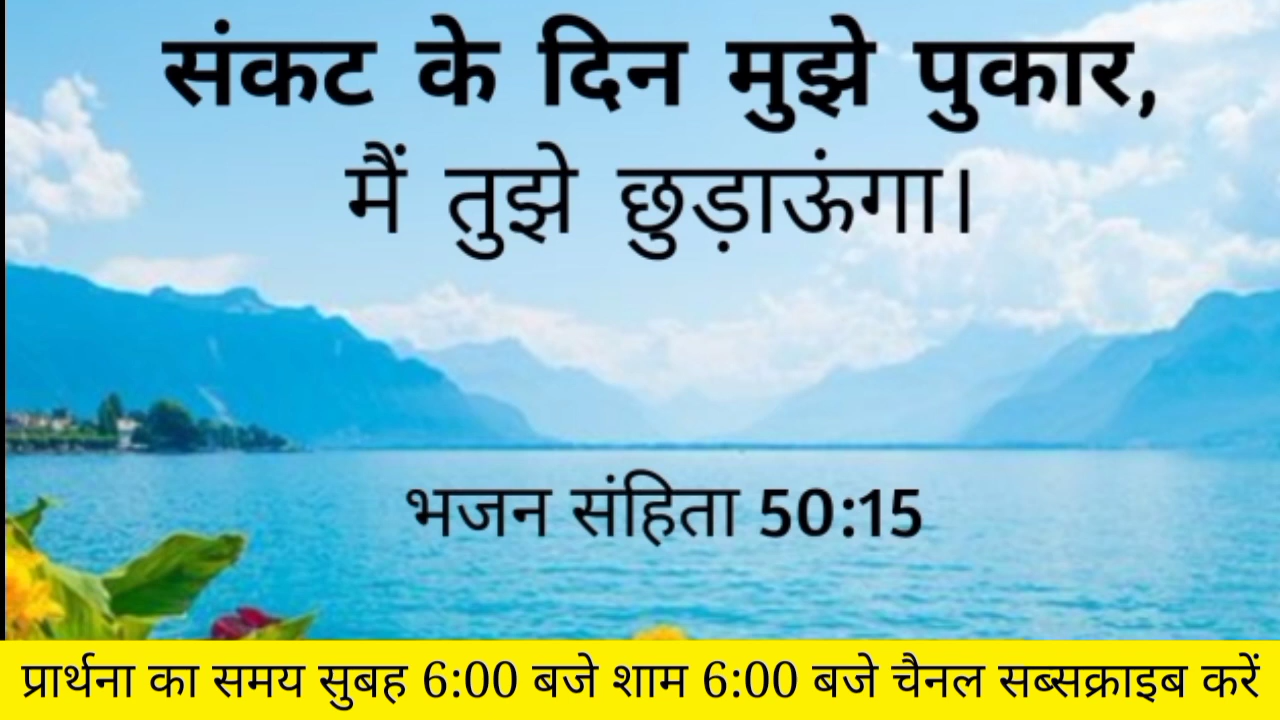 संकट के दिन मुझे पुकार,
मैं तुझे छुड़ाऊंगा।
भजन संहिता 50:15
प्रार्थना का समय सुबह 6:00 बजे शाम 6:00 बजे चैनल सब्सक्राइब करें